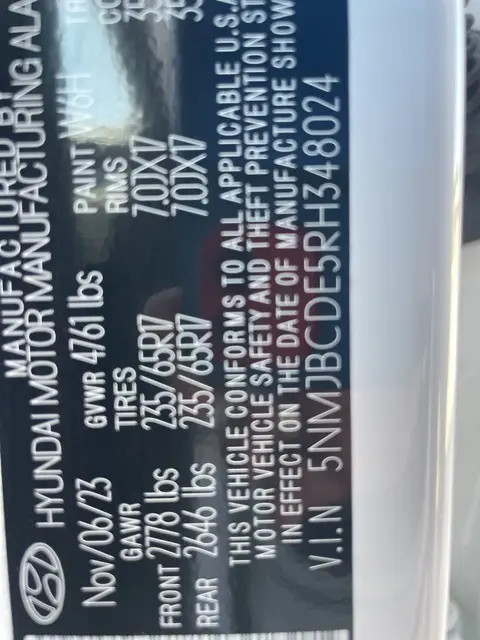 MANUFACTURED BY
HYUNDAI MOTOR MANUFACTURING ALA
Nov/06/23 GVWR 4761 lbs PAINT W6H TR
GAWR TIRES RIMS
FRONT 2778 lbs 235/65R17 7.0JX17
REAR 2646 lbs 235/65R17 7.0JX17
THIS VEHICLE CONFORMS TO ALL APPLICABLE U.S.A
MOTOR VEHICLE SAFETY AND THEFT PREVENTION ST
IN EFFECT ON THE DATE OF MANUFACTURE SHOW
V.I.N 5NMJBCDE5RH348024